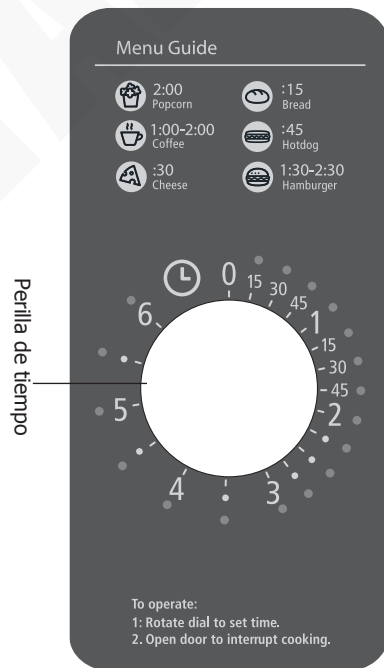 Menu Guide
2:00
Popcorn
:15
Bread
1:00-2:00
Coffee
:45
Hotdog
:30
Cheese
1:30-2:30
Hamburger
0
15
30
45
1
15
30
45
2
3
4
5
6
Perilla de tiempo
To operate:
1: Rotate dial to set time.
2. Open door to interrupt cooking.